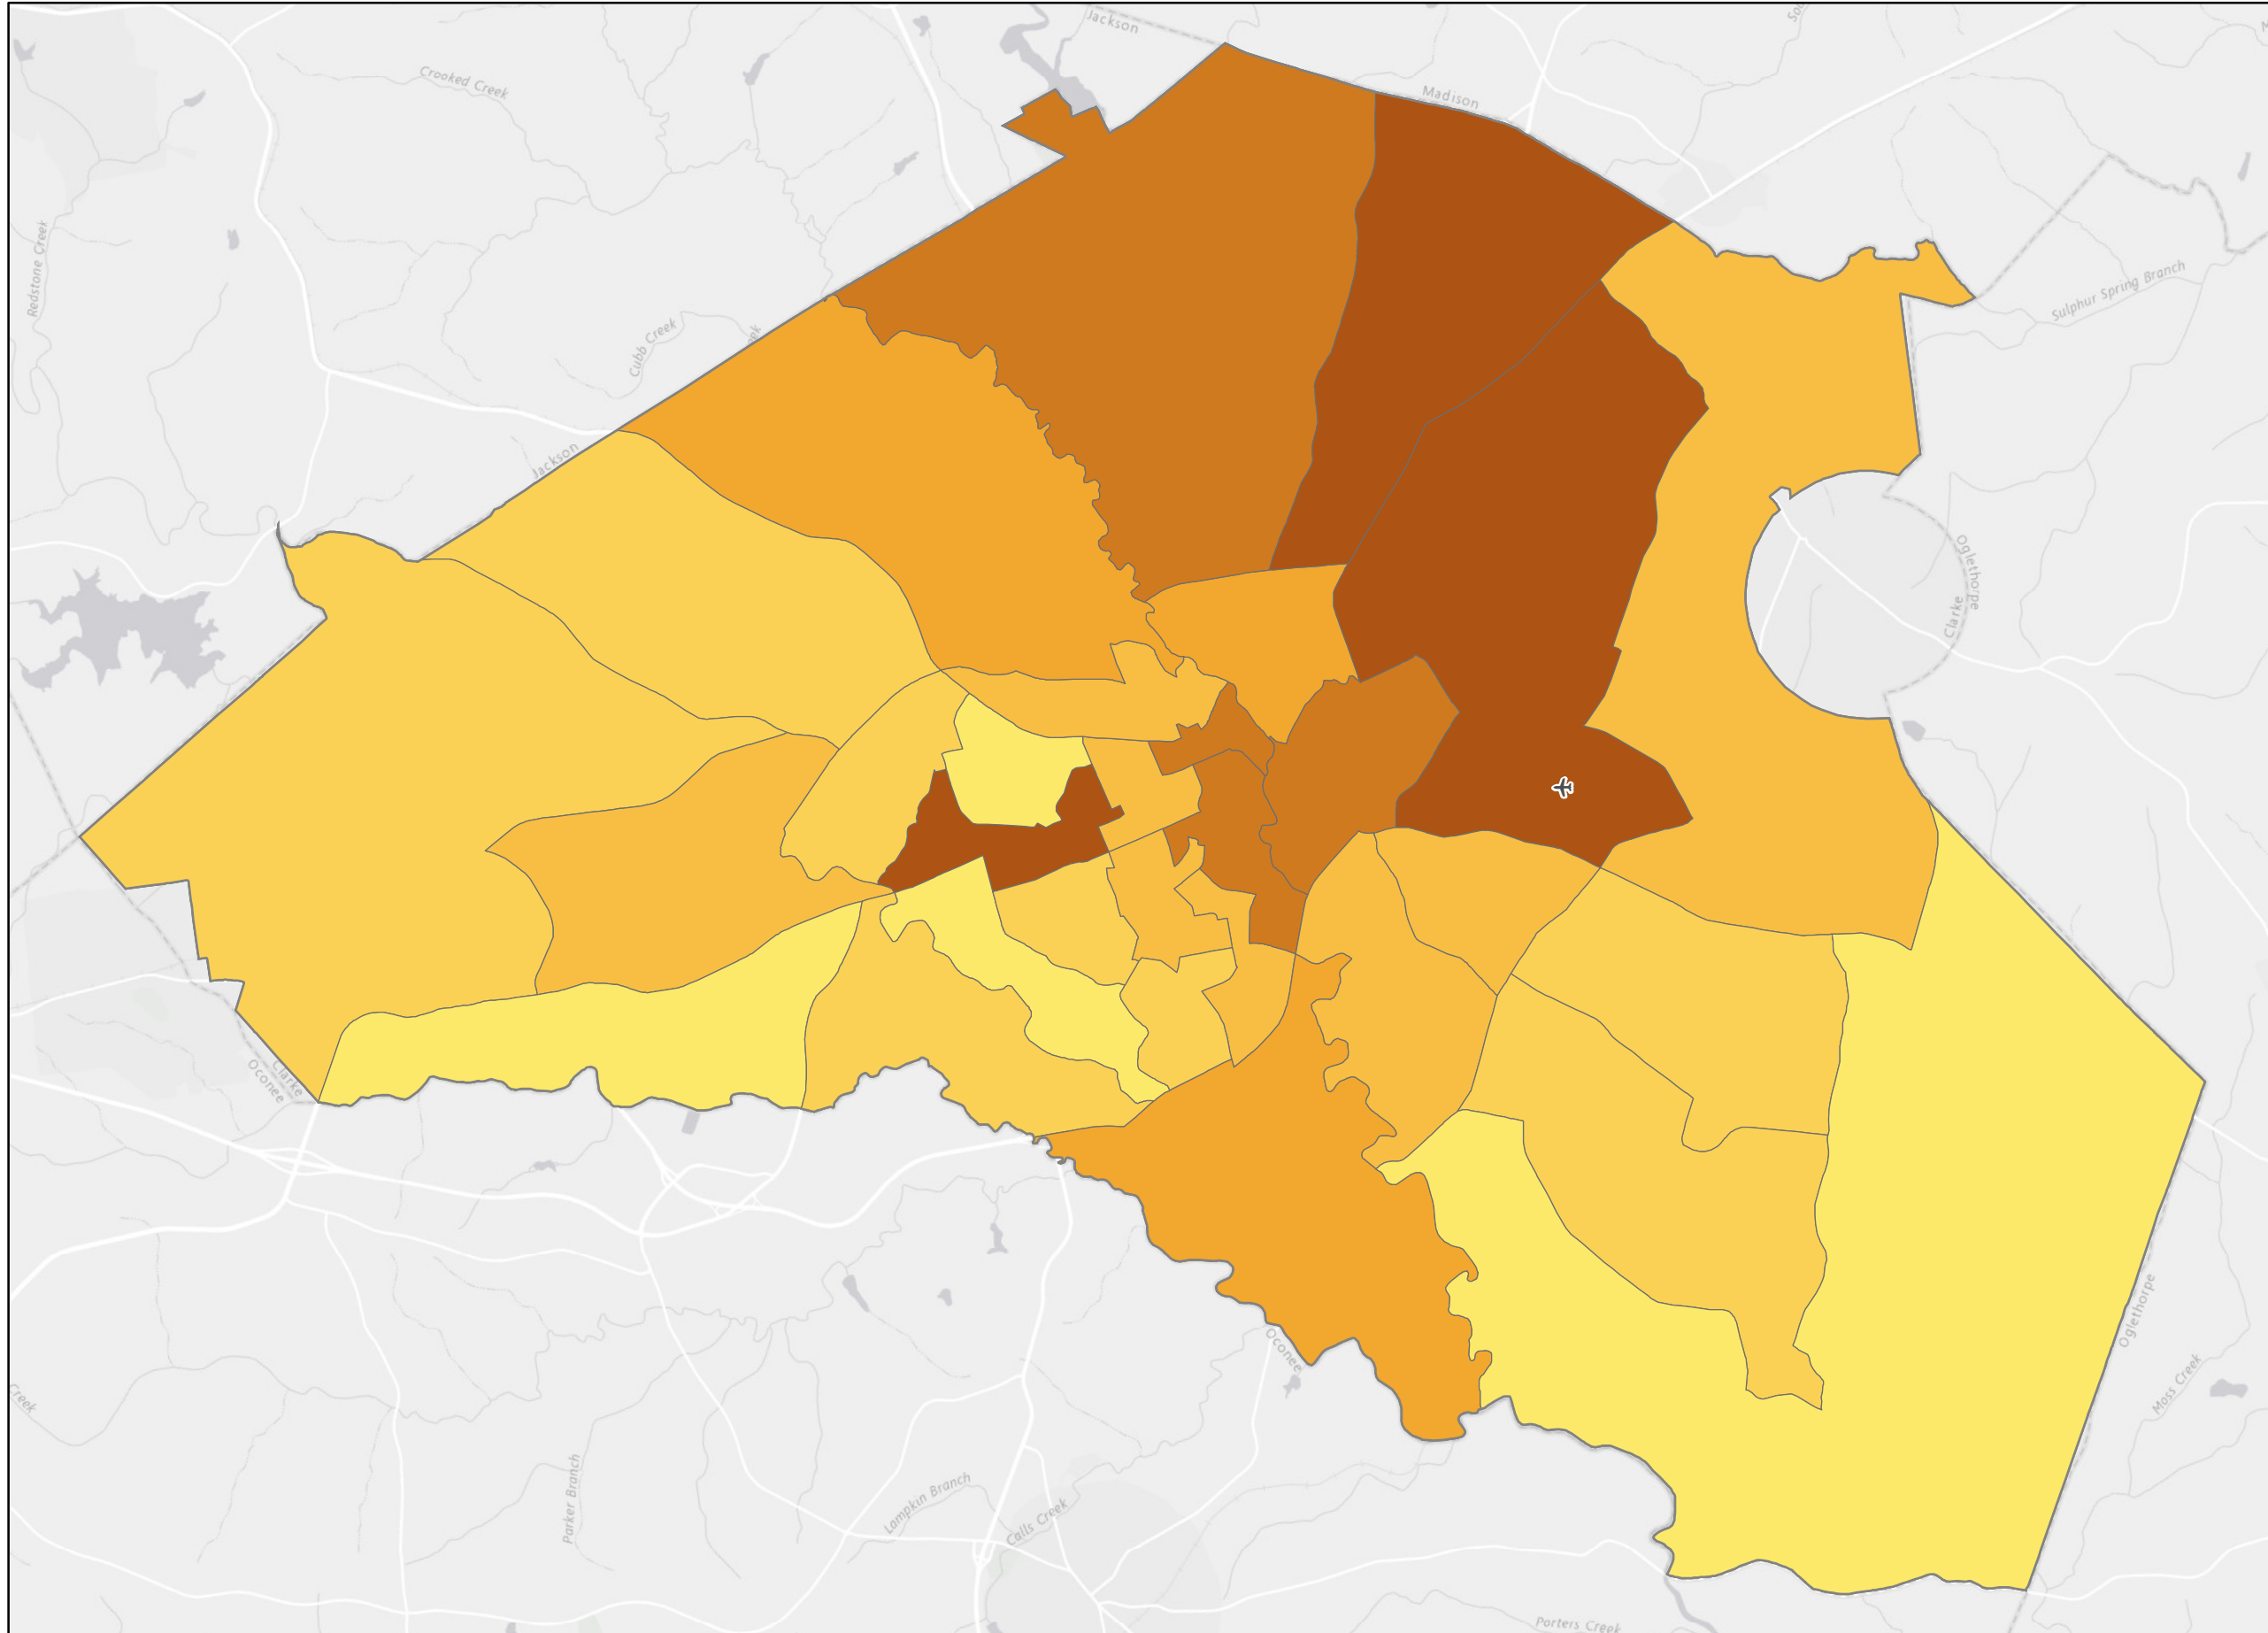 Jackson
Crooked Creek
Madison
Redstone Creek
Sulphur Spring Branch
Cubb Creek
Jackson
Oglethorpe
Clarke
Clarke
Oconee
Oglethorpe
Oconee
Moss Creek
Creek
Parker Branch
Lampkin Branch
Calls Creek
Porters Creek